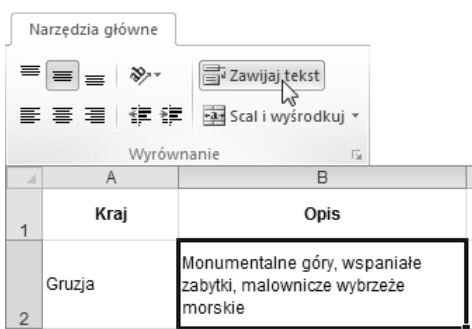 Narzędzia główne
Zawijaj tekst
Scal i wyśrodkuj
Wyrównanie
A B
1 Kraj Opis
2 Gruzja Monumentalne góry, wspaniałe
zabytki, malownicze wybrzeże
morskie